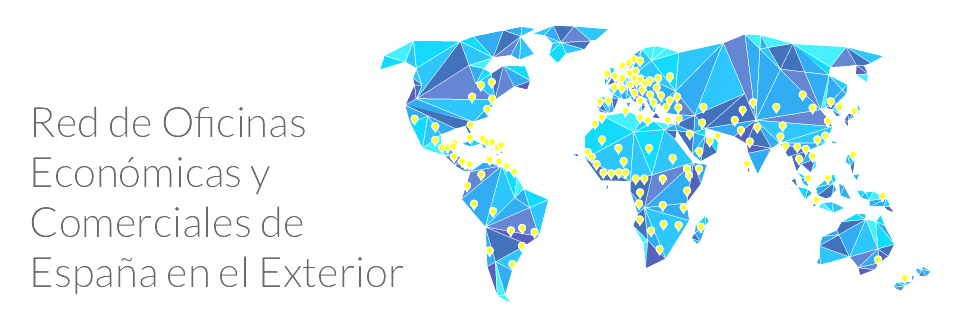 Red de Oficinas
Económicas y
Comerciales de
España en el Exterior